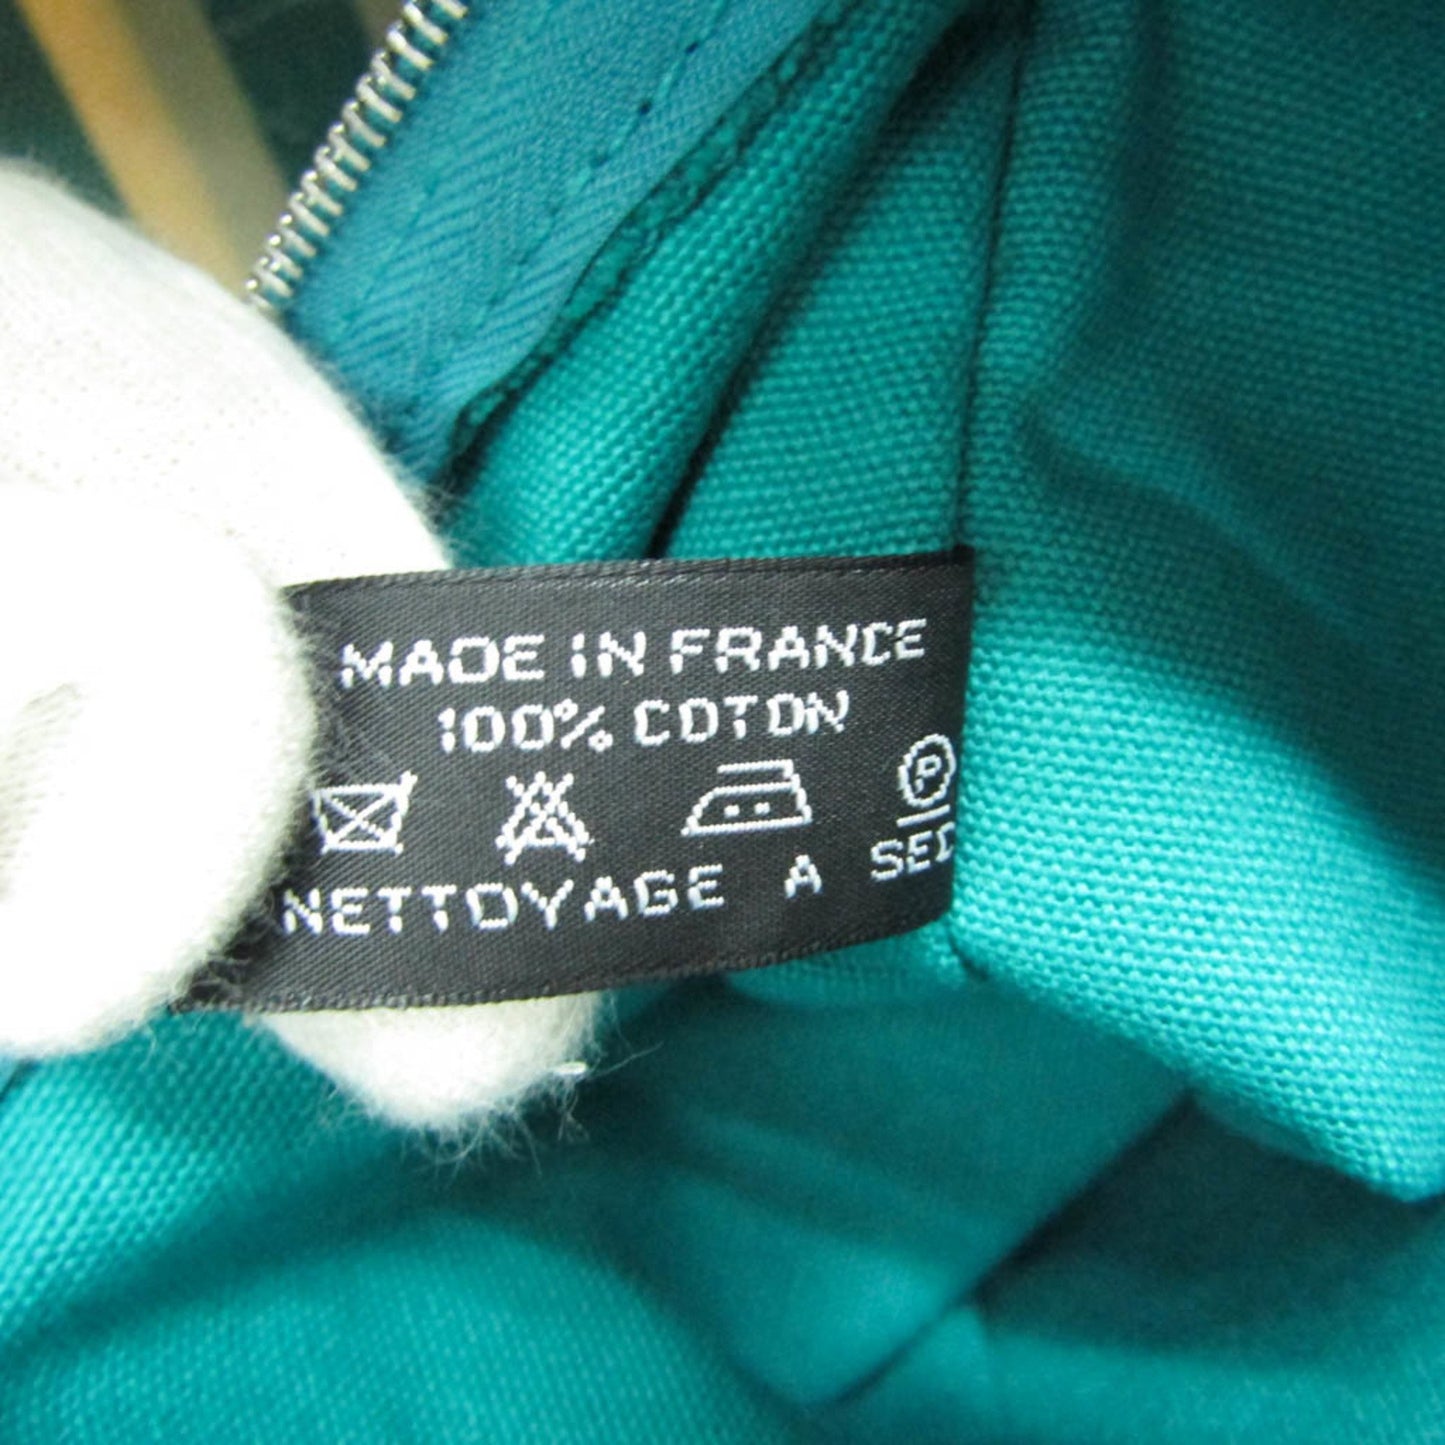 MADE IN FRANCE
100% COTON
P
NETTOYAGE A SEC